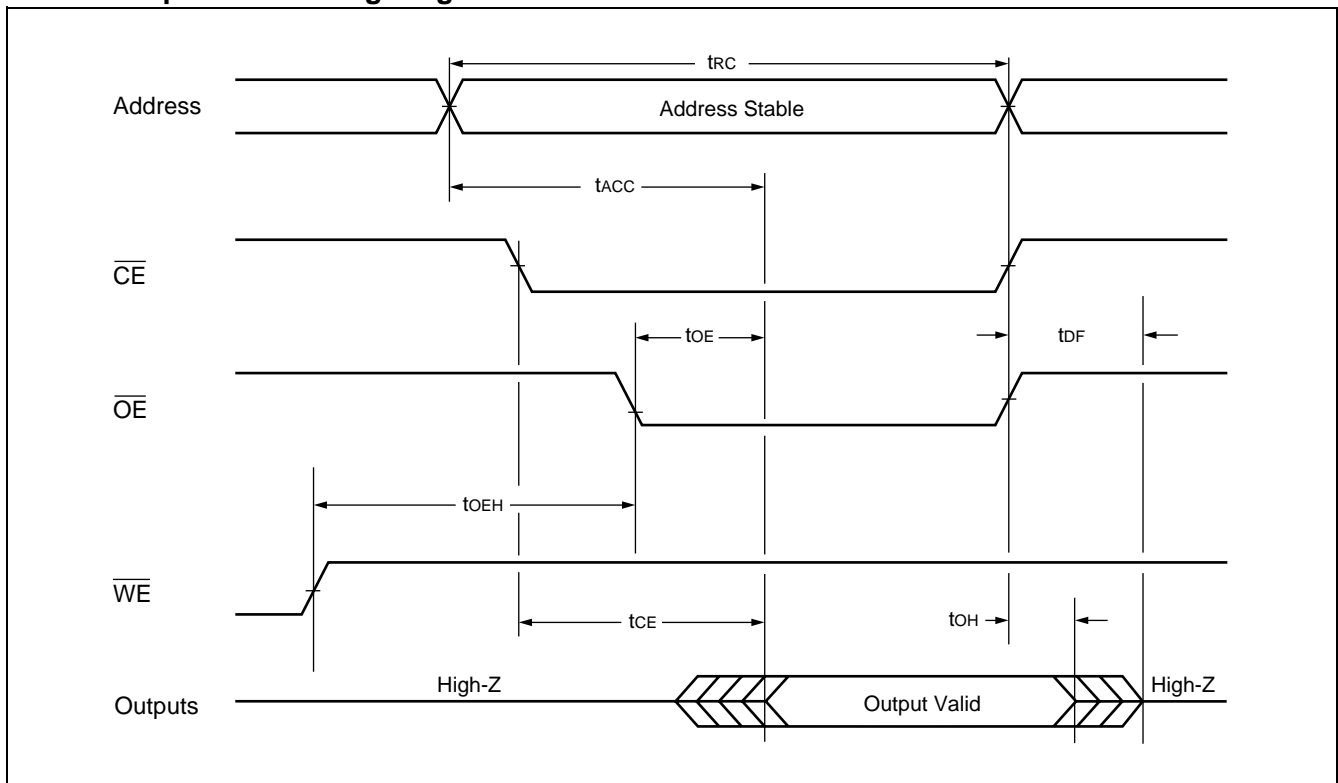 tRC
Address
Address Stable
tACC
CE
tOE
tDF
OE
tOEH
WE
tCE
tOH
High-Z
High-Z
Outputs
Output Valid